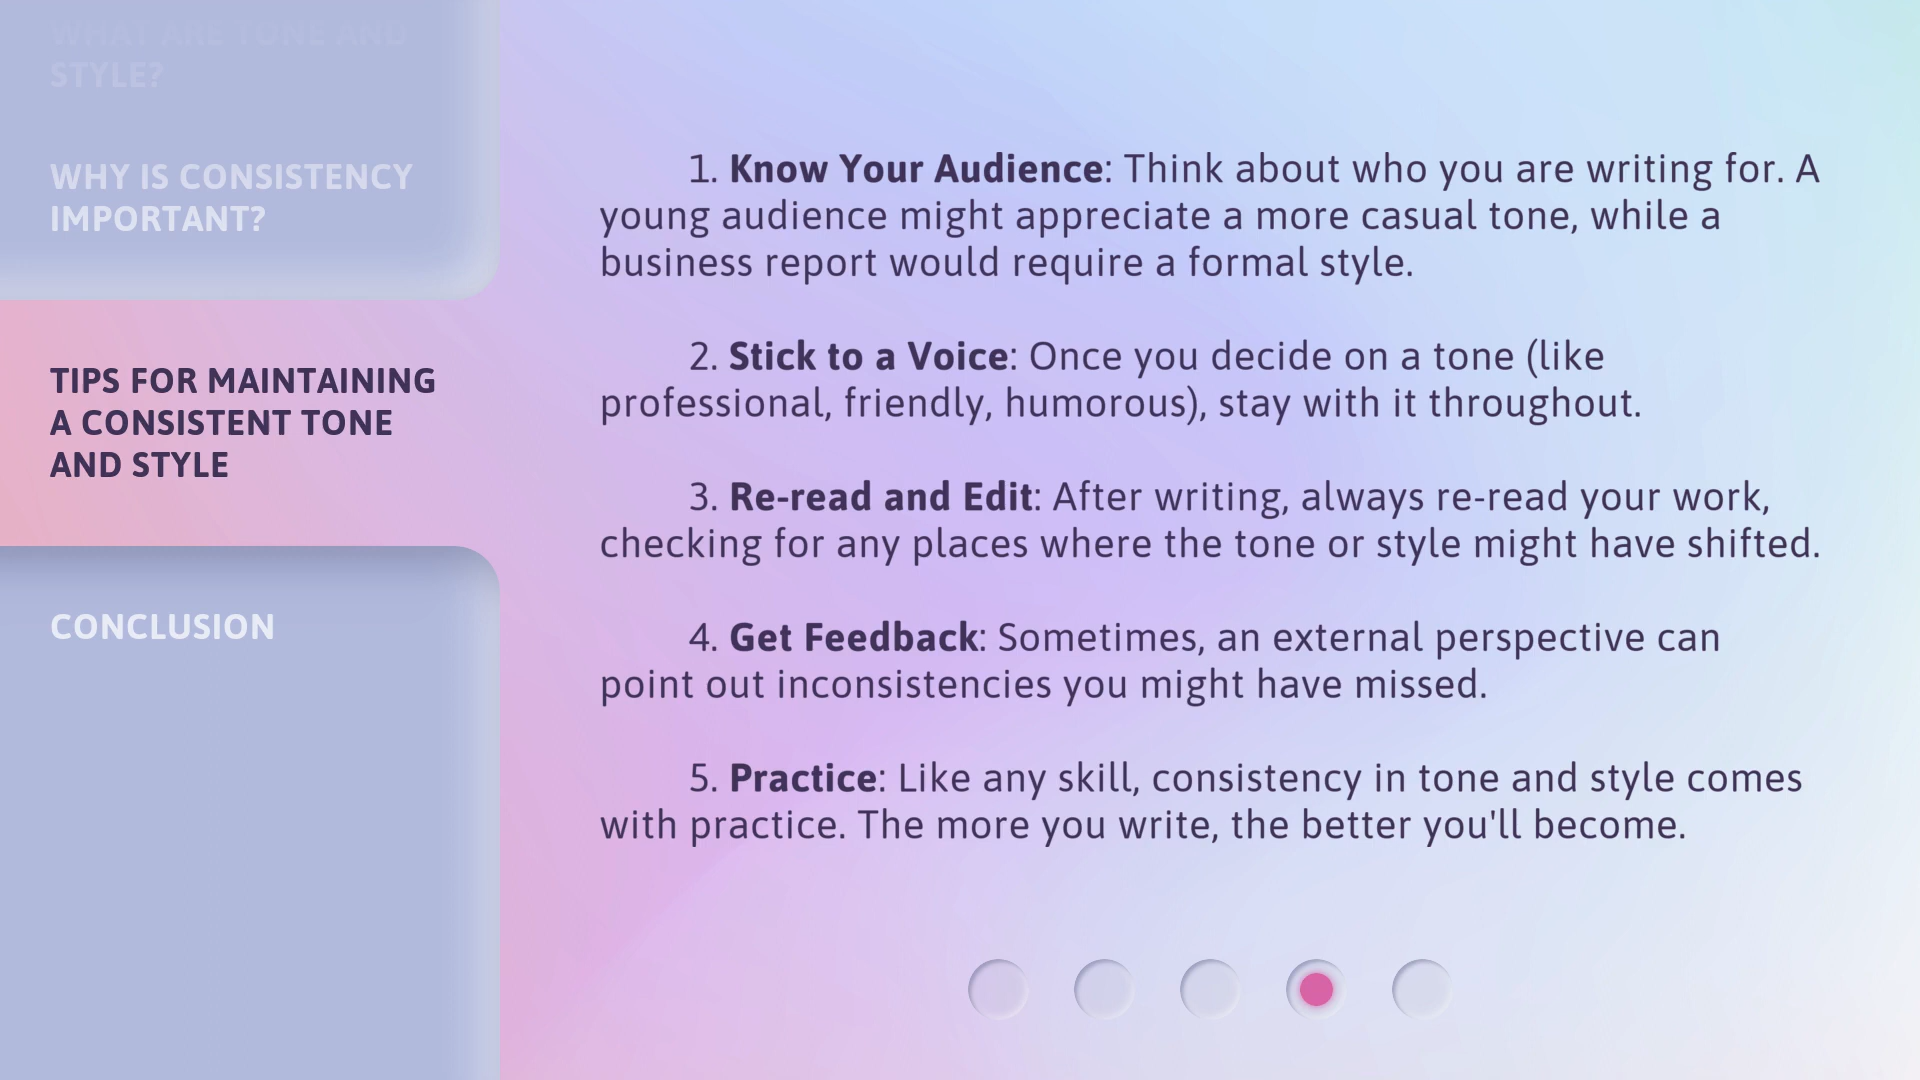 WHAT ARE TONE AND
STYLE?
WHY IS CONSISTENCY
IMPORTANT?
TIPS FOR MAINTAINING
A CONSISTENT TONE
AND STYLE
CONCLUSION
1. Know Your Audience: Think about who you are writing for. A
young audience might appreciate a more casual tone, while a
business report would require a formal style.
2. Stick to a Voice: Once you decide on a tone (like
professional, friendly, humorous), stay with it throughout.
3. Re-read and Edit: After writing, always re-read your work,
checking for any places where the tone or style might have shifted.
4. Get Feedback: Sometimes, an external perspective can
point out inconsistencies you might have missed.
5. Practice: Like any skill, consistency in tone and style comes
with practice. The more you write, the better you'll become.